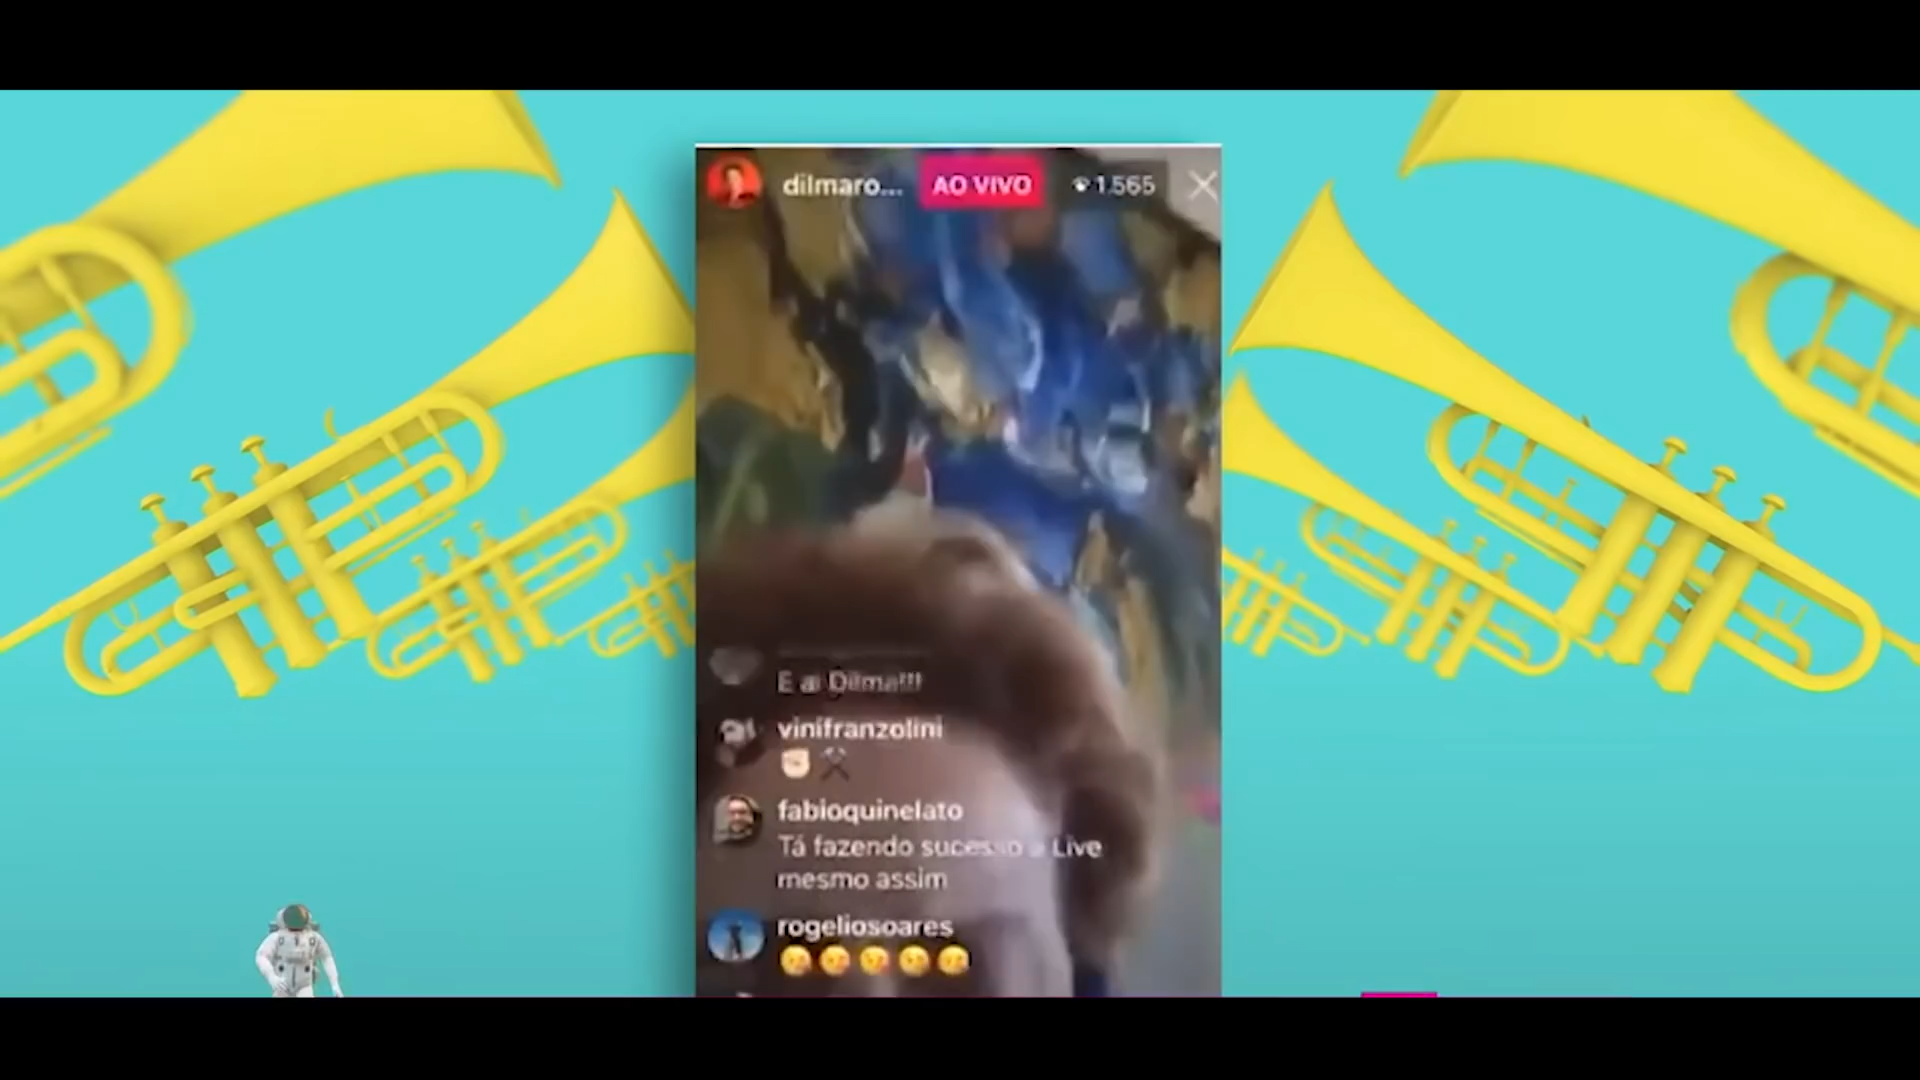 dilmaro... AO VIVO 1.565
E aí Dilma!!!
vinifranzolini
fabioquinelato
Tá fazendo sucesso a Live
mesmo assim
rogeliosoares